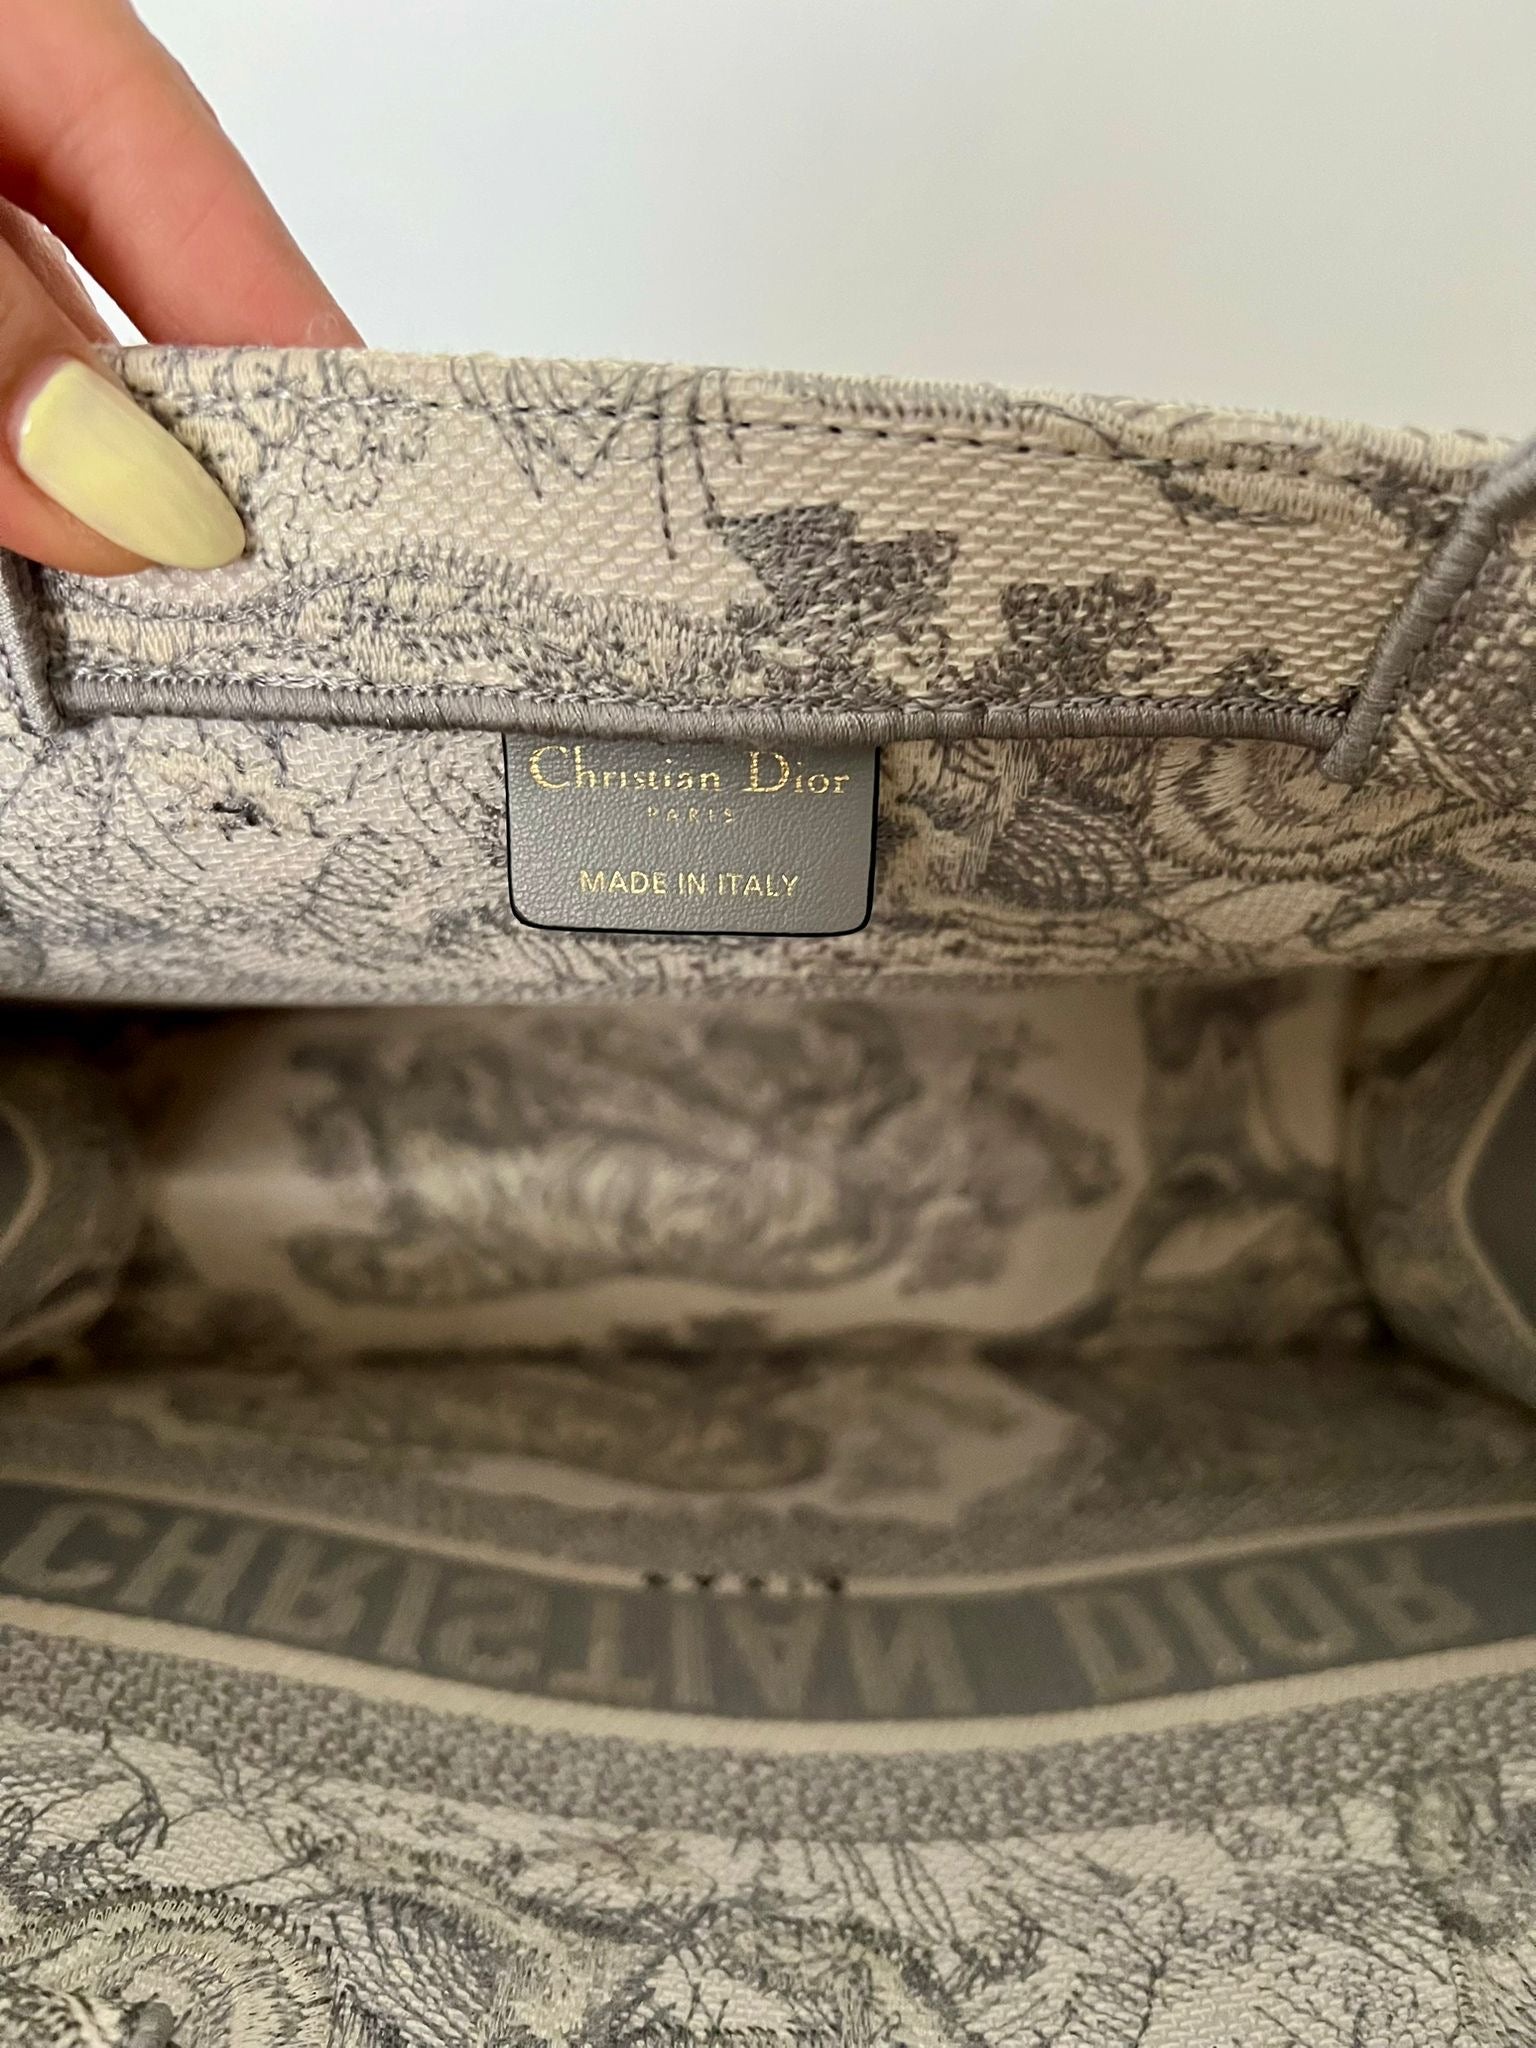 Christian Dior
PARIS
MADE IN ITALY
CHRISTIAN DIOR